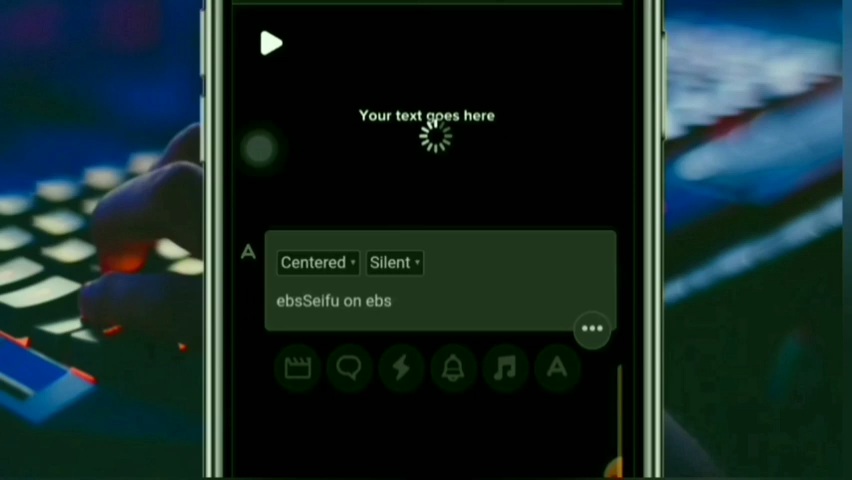 Your text goes here
A
Centered
Silent
ebsSeifu on ebs
A